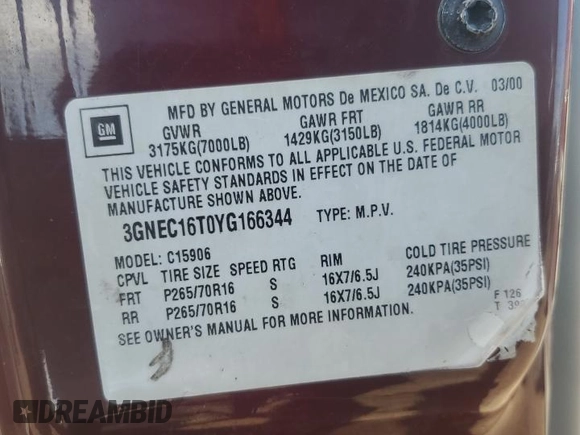 MFD BY GENERAL MOTORS De MEXICO SA. De C.V. 03/00
GM
GVWR GAWR FRT GAWR RR
3175KG(7000LB) 1429KG(3150LB) 1814KG(4000LB)
THIS VEHICLE CONFORMS TO ALL APPLICABLE U.S. FEDERAL MOTOR
VEHICLE SAFETY STANDARDS IN EFFECT ON THE DATE OF
MANUFACTURE SHOWN ABOVE.
3GNEC16T0YG166344 TYPE: M.P.V.
MODEL: C15906
CPVL TIRE SIZE SPEED RTG RIM COLD TIRE PRESSURE
FRT P265/70R16 S 16X7/6.5J 240KPA(35PSI)
RR P265/70R16 S 16X7/6.5J 240KPA(35PSI)
SEE OWNER'S MANUAL FOR MORE INFORMATION.
F 126
T
DREAMBID